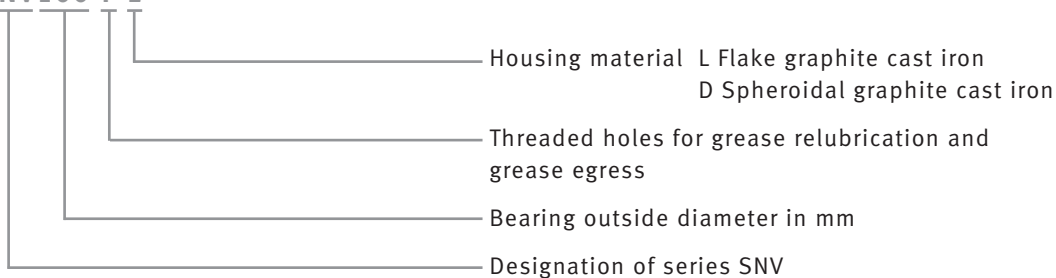 Housing material L Flake graphite cast iron
D Spheroidal graphite cast iron
Threaded holes for grease relubrication and
grease egress
Bearing outside diameter in mm
Designation of series SNV